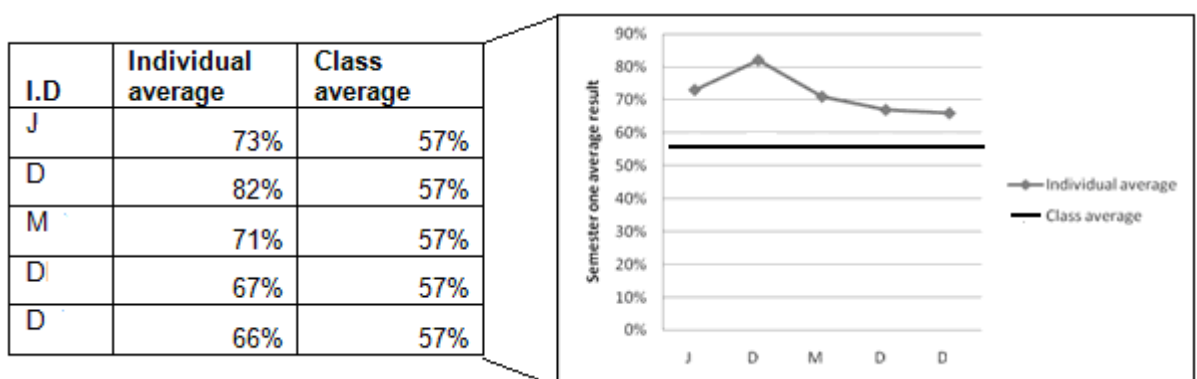 I.D Individual average Class average
J 73% 57%
D 82% 57%
M 71% 57%
D 67% 57%
D 66% 57%
Semester one average result
90%
80%
70%
60%
50%
40%
30%
20%
10%
0%
J D M D D
Individual average
Class average